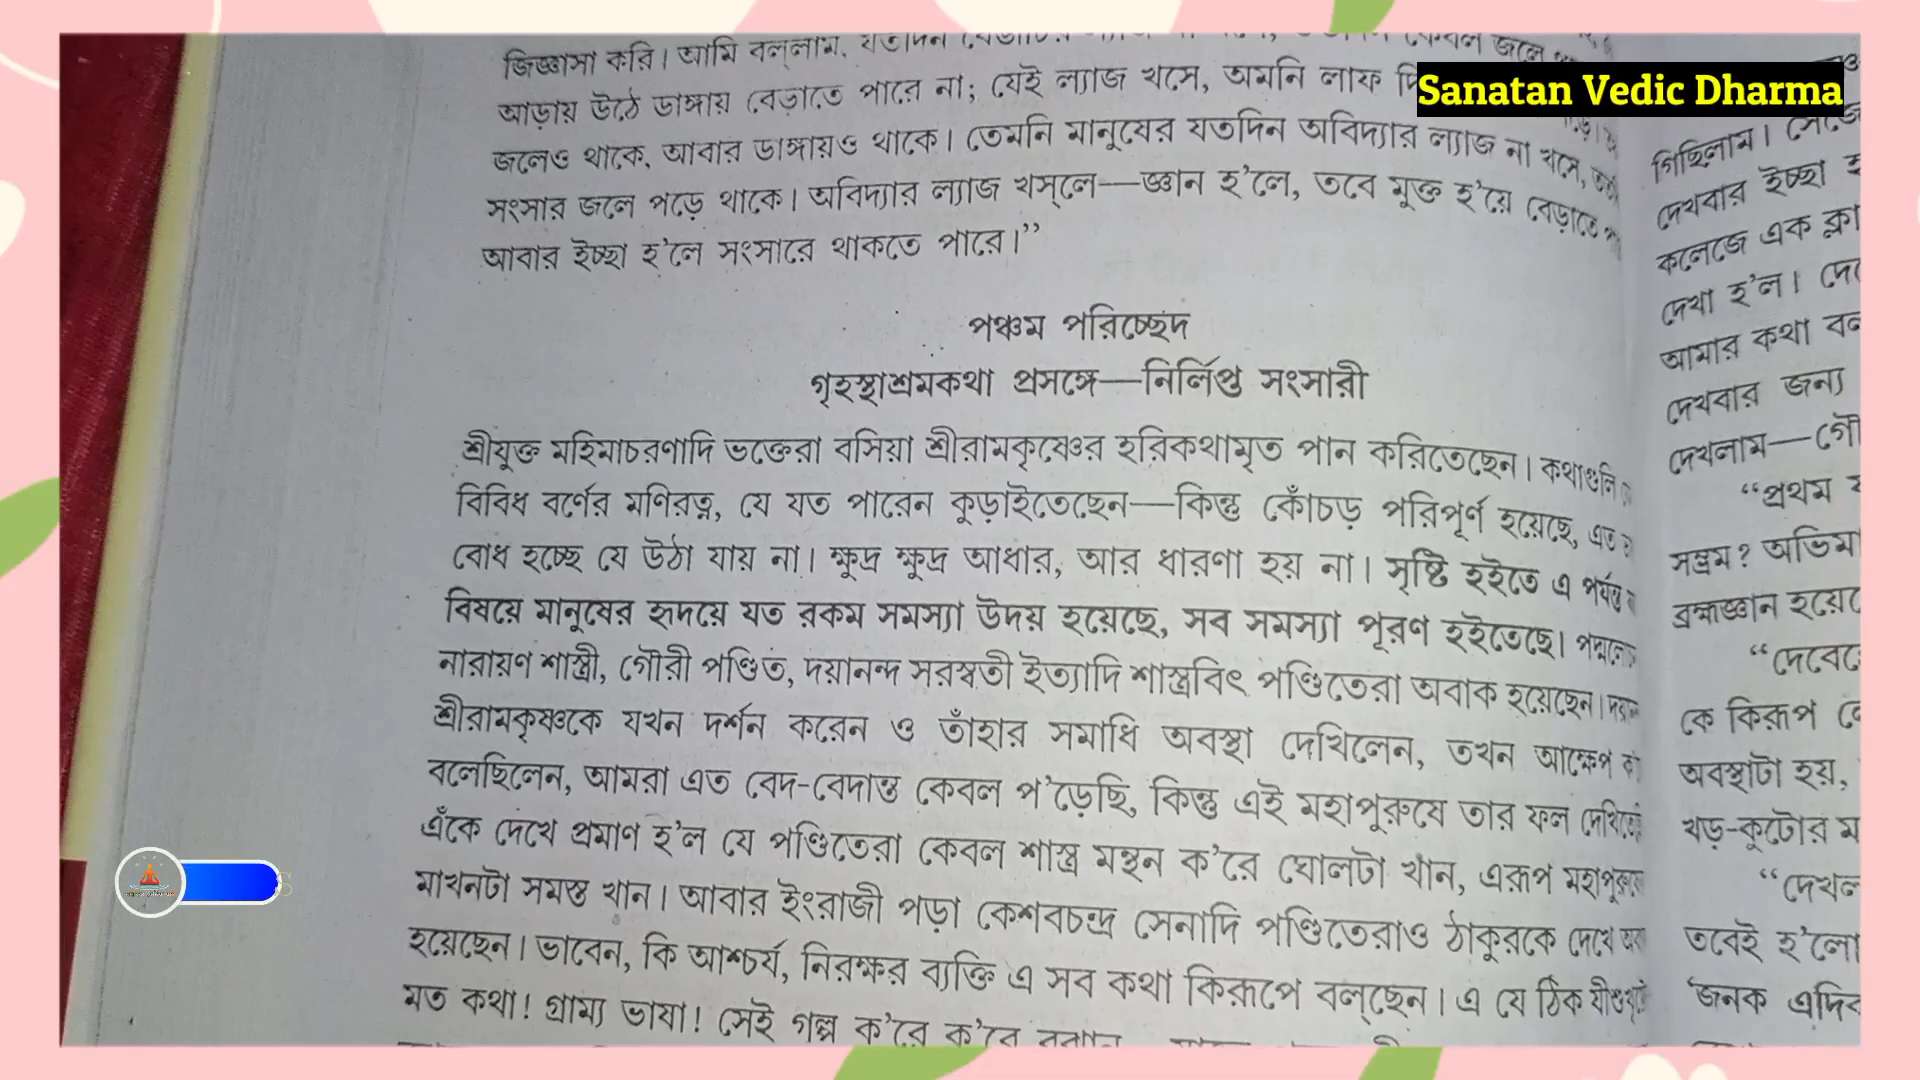 জিজ্ঞাসা করি। আমি বল্‌লাম, যতদিন
আড়ায় উঠে ডাঙ্গায় বেড়াতে পারে না; যেই ল্যাজ খসে, অমনি লাফ
জলেও থাকে, আবার ডাঙ্গায়ও থাকে। তেমনি মানুষের যতদিন অবিদ্যার ল্যাজ না খসে,
সংসার জলে পড়ে থাকে। অবিদ্যার ল্যাজ খস্‌লে—জ্ঞান হ’লে, তবে মুক্ত হ’য়ে বেড়াতে
আবার ইচ্ছা হ’লে সংসারে থাকতে পারে।”
পঞ্চম পরিচ্ছেদ
গৃহস্থাশ্রমকথা প্রসঙ্গে—নির্লিপ্ত সংসারী
শ্রীযুক্ত মহিমাচরণাদি ভক্তেরা বসিয়া শ্রীরামকৃষ্ণের হরিকথামৃত পান করিতেছেন। কথাগুলি
বিবিধ বর্ণের মণিরত্ন, যে যত পারেন কুড়াইতেছেন—কিন্তু কোঁচড় পরিপূর্ণ হয়েছে, এত
বোধ হচ্ছে যে উঠা যায় না। ক্ষুদ্র ক্ষুদ্র আধার, আর ধারণা হয় না। সৃষ্টি হইতে এ পর্যন্ত
বিষয়ে মানুষের হৃদয়ে যত রকম সমস্যা উদয় হয়েছে, সব সমস্যা পূরণ হইতেছে।
নারায়ণ শাস্ত্রী, গৌরী পণ্ডিত, দয়ানন্দ সরস্বতী ইত্যাদি শাস্ত্রবিৎ পণ্ডিতেরা অবাক হয়েছেন।
শ্রীরামকৃষ্ণকে যখন দর্শন করেন ও তাঁহার সমাধি অবস্থা দেখিলেন, তখন আক্ষেপ
বলেছিলেন, আমরা এত বেদ-বেদান্ত কেবল প’ড়েছি, কিন্তু এই মহাপুরুষে তার ফল
এঁকে দেখে প্রমাণ হ’ল যে পণ্ডিতেরা কেবল শাস্ত্র মন্থন ক’রে ঘোলটা খান, এরূপ
মাখনটা সমস্ত খান। আবার ইংরাজী পড়া কেশবচন্দ্র সেনাদি পণ্ডিতেরাও ঠাকুরকে দেখে
হয়েছেন। ভাবেন, কি আশ্চর্য, নিরক্ষর ব্যক্তি এ সব কথা কিরূপে বল্‌ছেন। এ যে ঠিক
মত কথা! গ্রাম্য ভাষা! সেই গল্প ক’রে ক’রে
Sanatan Vedic Dharma
গিছিলাম।
দেখবার ইচ্ছা
কলেজে এক
দেখা হ’ল।
আমার কথা
দেখবার জন্য
দেখলাম—
“প্রথম
সম্ভ্রম?
ব্রহ্মজ্ঞান
কে কিরূপ
অবস্থাটা হয়,
খড়-কুটোর
তবেই হ’লো
জনক